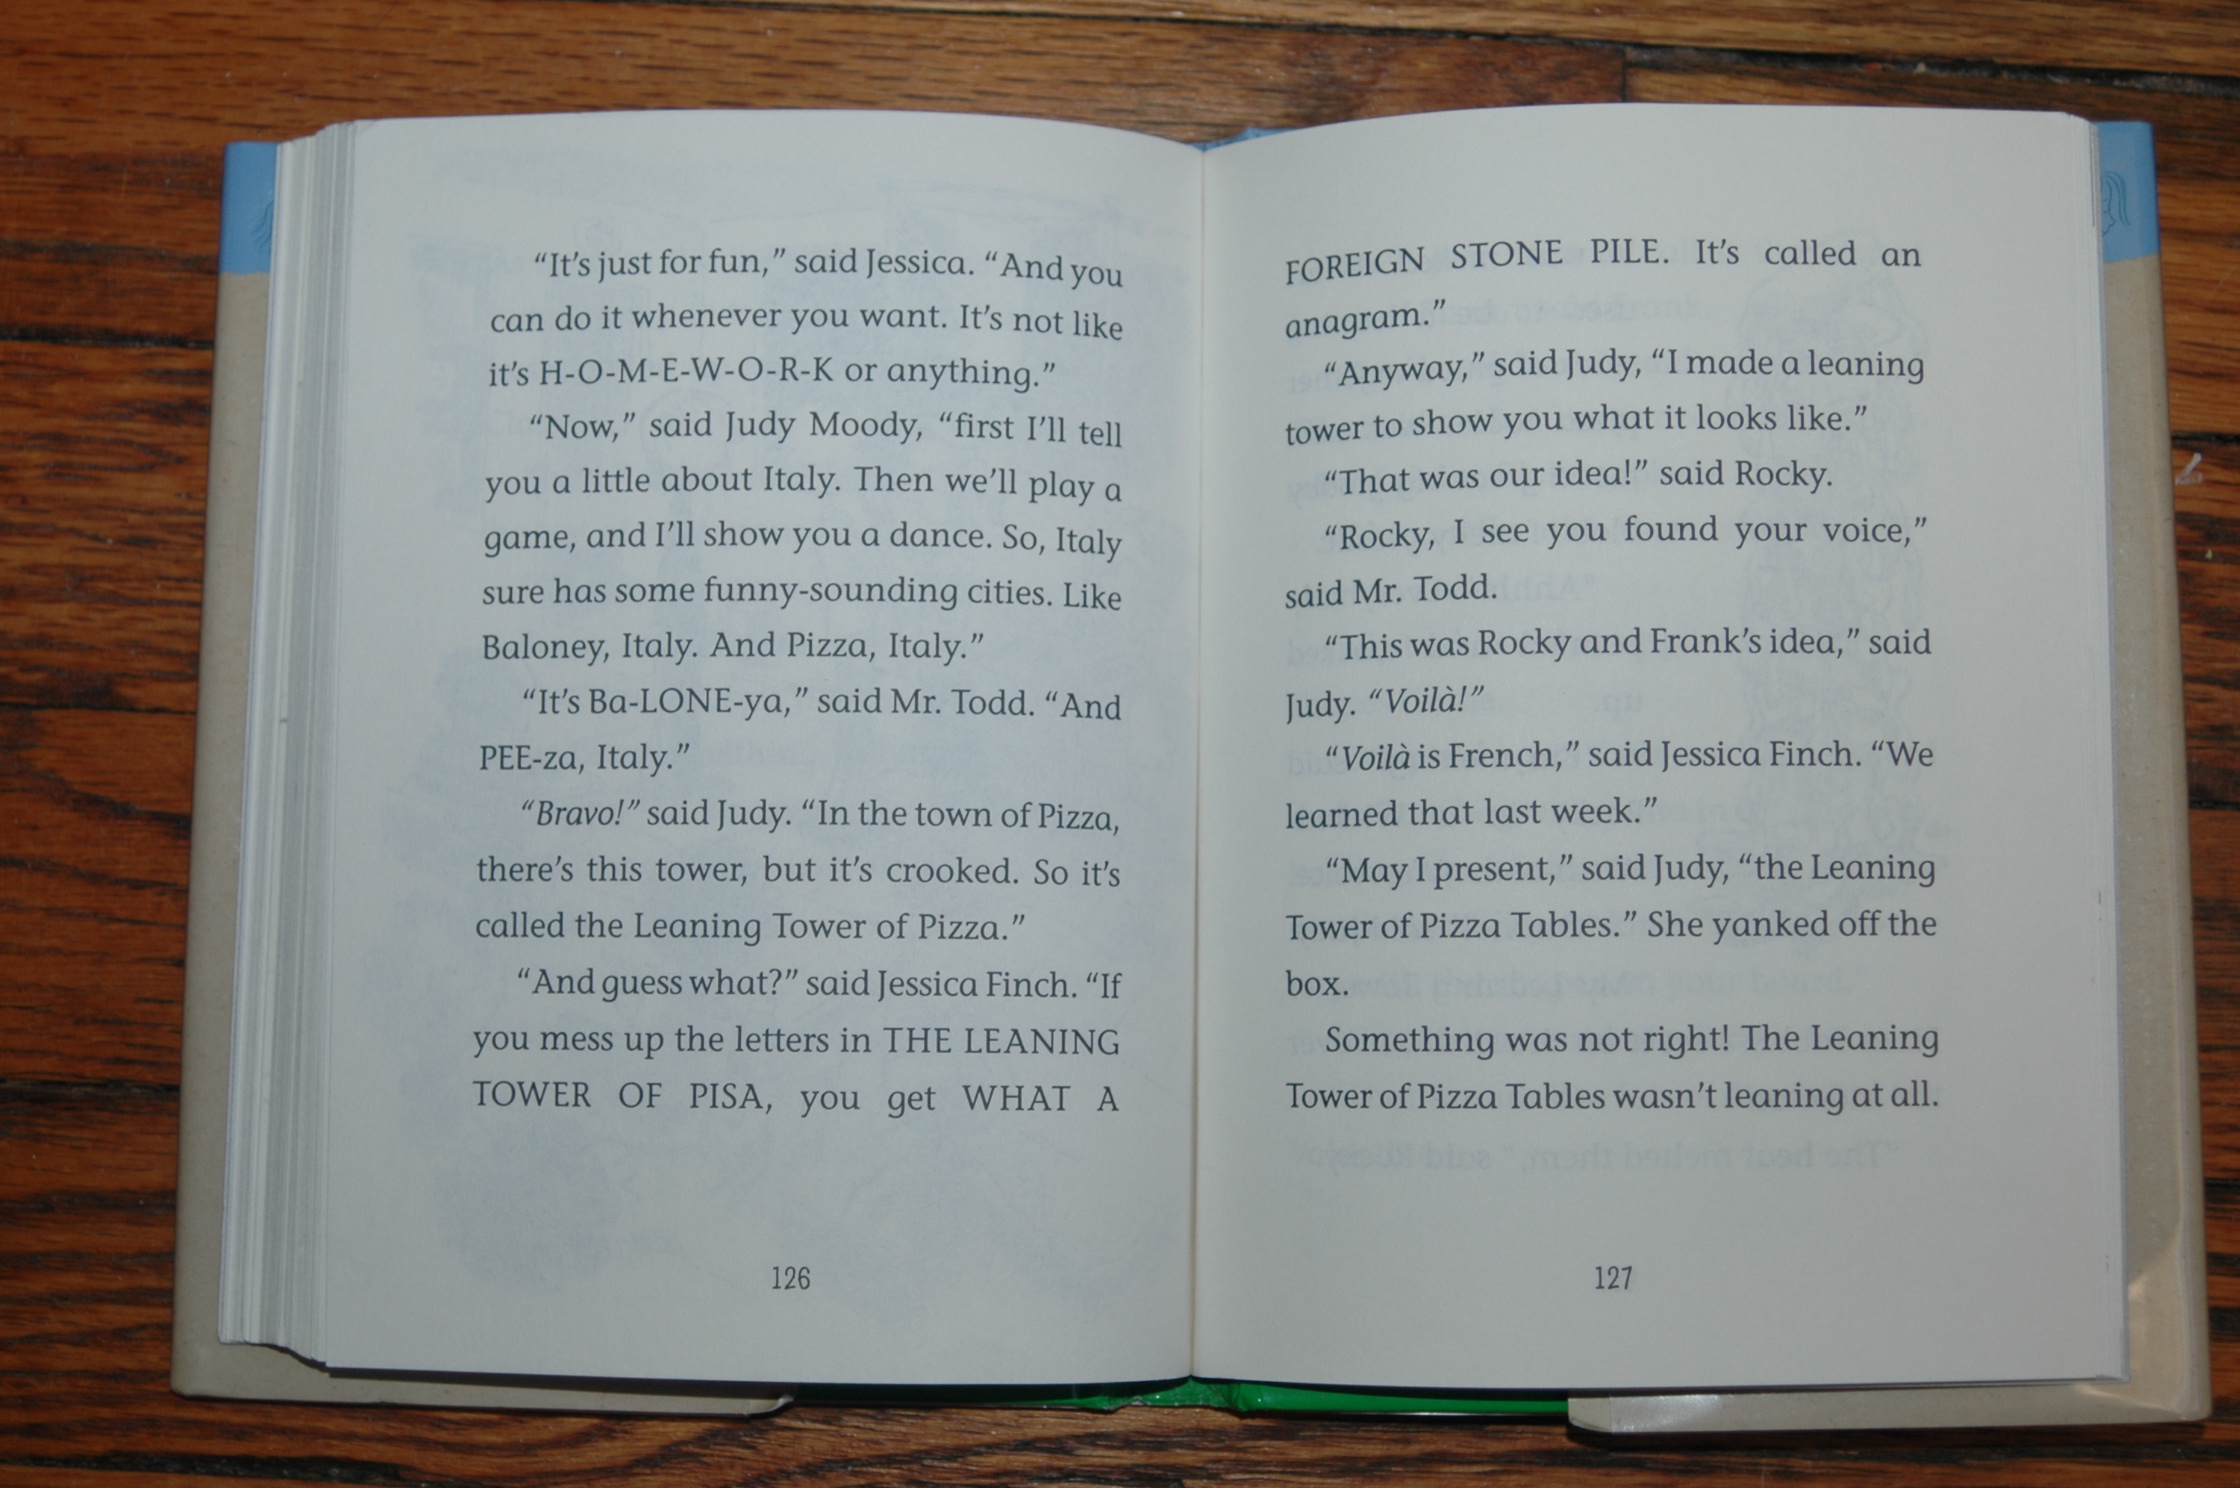 “It’s just for fun,” said Jessica. “And you
can do it whenever you want. It’s not like
it’s H-O-M-E-W-O-R-K or anything.”
“Now,” said Judy Moody, “first I’ll tell
you a little about Italy. Then we’ll play a
game, and I’ll show you a dance. So, Italy
sure has some funny-sounding cities. Like
Baloney, Italy. And Pizza, Italy.”
“It’s Ba-LONE-ya,” said Mr. Todd. “And
PEE-za, Italy.”
“Bravo!” said Judy. “In the town of Pizza,
there’s this tower, but it’s crooked. So it’s
called the Leaning Tower of Pizza.”
“And guess what?” said Jessica Finch. “If
you mess up the letters in THE LEANING
TOWER OF PISA, you get WHAT A
126
FOREIGN STONE PILE. It’s called an
anagram.”
“Anyway,” said Judy, “I made a leaning
tower to show you what it looks like.”
“That was our idea!” said Rocky.
“Rocky, I see you found your voice,”
said Mr. Todd.
“This was Rocky and Frank’s idea,” said
Judy. “Voilà!”
“Voilà is French,” said Jessica Finch. “We
learned that last week.”
“May I present,” said Judy, “the Leaning
Tower of Pizza Tables.” She yanked off the
box.
Something was not right! The Leaning
Tower of Pizza Tables wasn’t leaning at all.
127